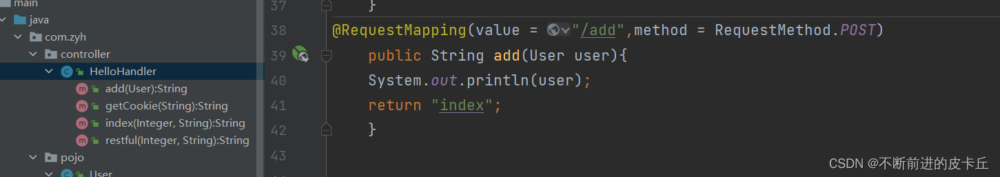 main
java
com.zyh
controller
HelloHandler
add(User):String
getCookie(String):String
index(Integer, String):String
restful(Integer, String):String
pojo
User
37 }
38 @RequestMapping(value = "/add",method = RequestMethod.POST)
39 public String add(User user){
40 System.out.println(user);
41 return "index";
42 }
43
CSDN @不断前进的皮卡丘